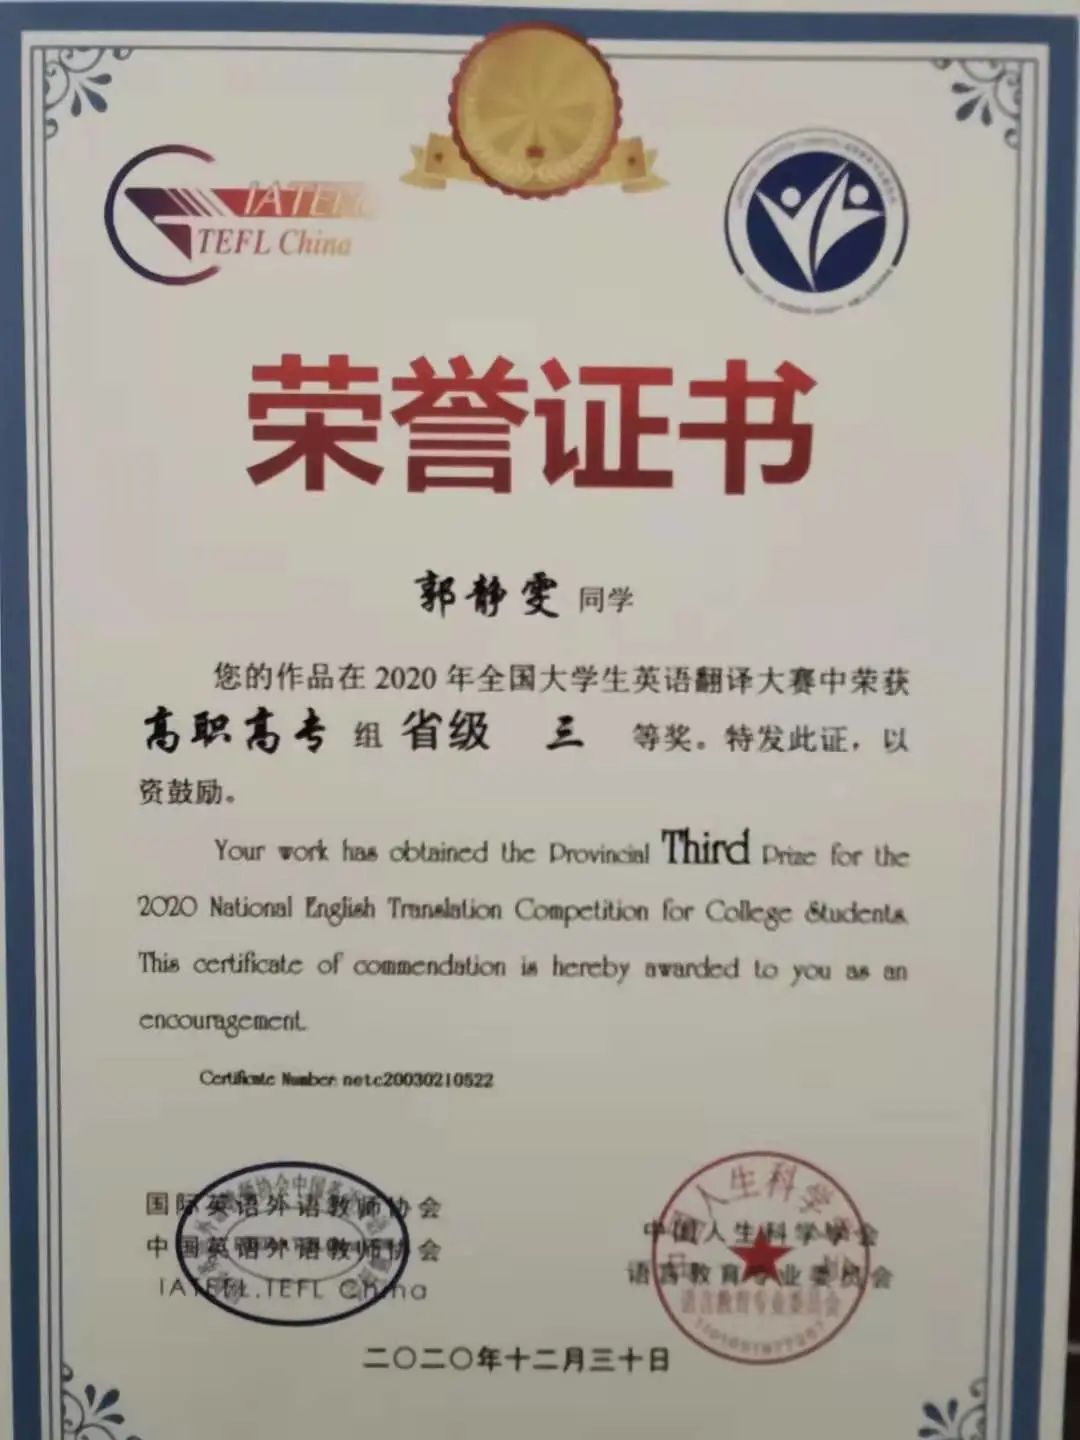 TEFL China
荣誉证书
郭静雯 同学
您的作品在 2020 年全国大学生英语翻译大赛中荣获
高职高专 组 省级 三 等奖。特发此证，以
资鼓励。
Your work has obtained the Provincial Third Prize for the
2020 National English Translation Competition for College Students.
This certificate of commendation is hereby awarded to you as an
encouragement.
Certificate Number: netc20030210522
国际英语外语教师协会
中国英语外语教师协会
IATEFL.TEFL China
中国人生科学学会
语言教育专业委员会
二〇二〇年十二月三十日